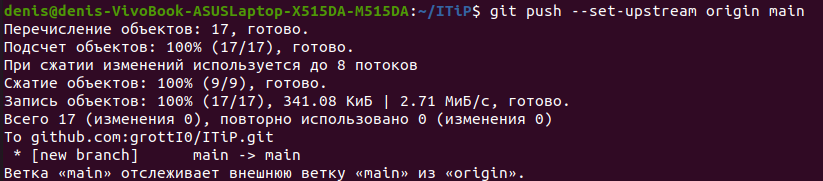 denis@denis-VivoBook-ASUSLaptop-X515DA-M515DA:~/ITiP$ git push --set-upstream origin main
Перечисление объектов: 17, готово.
Подсчет объектов: 100% (17/17), готово.
При сжатии изменений используется до 8 потоков
Сжатие объектов: 100% (9/9), готово.
Запись объектов: 100% (17/17), 341.08 КиБ | 2.71 МиБ/с, готово.
Всего 17 (изменения 0), повторно использовано 0 (изменения 0)
To github.com:grottI0/ITiP.git
 * [new branch]      main -> main
Ветка «main» отслеживает внешнюю ветку «main» из «origin».